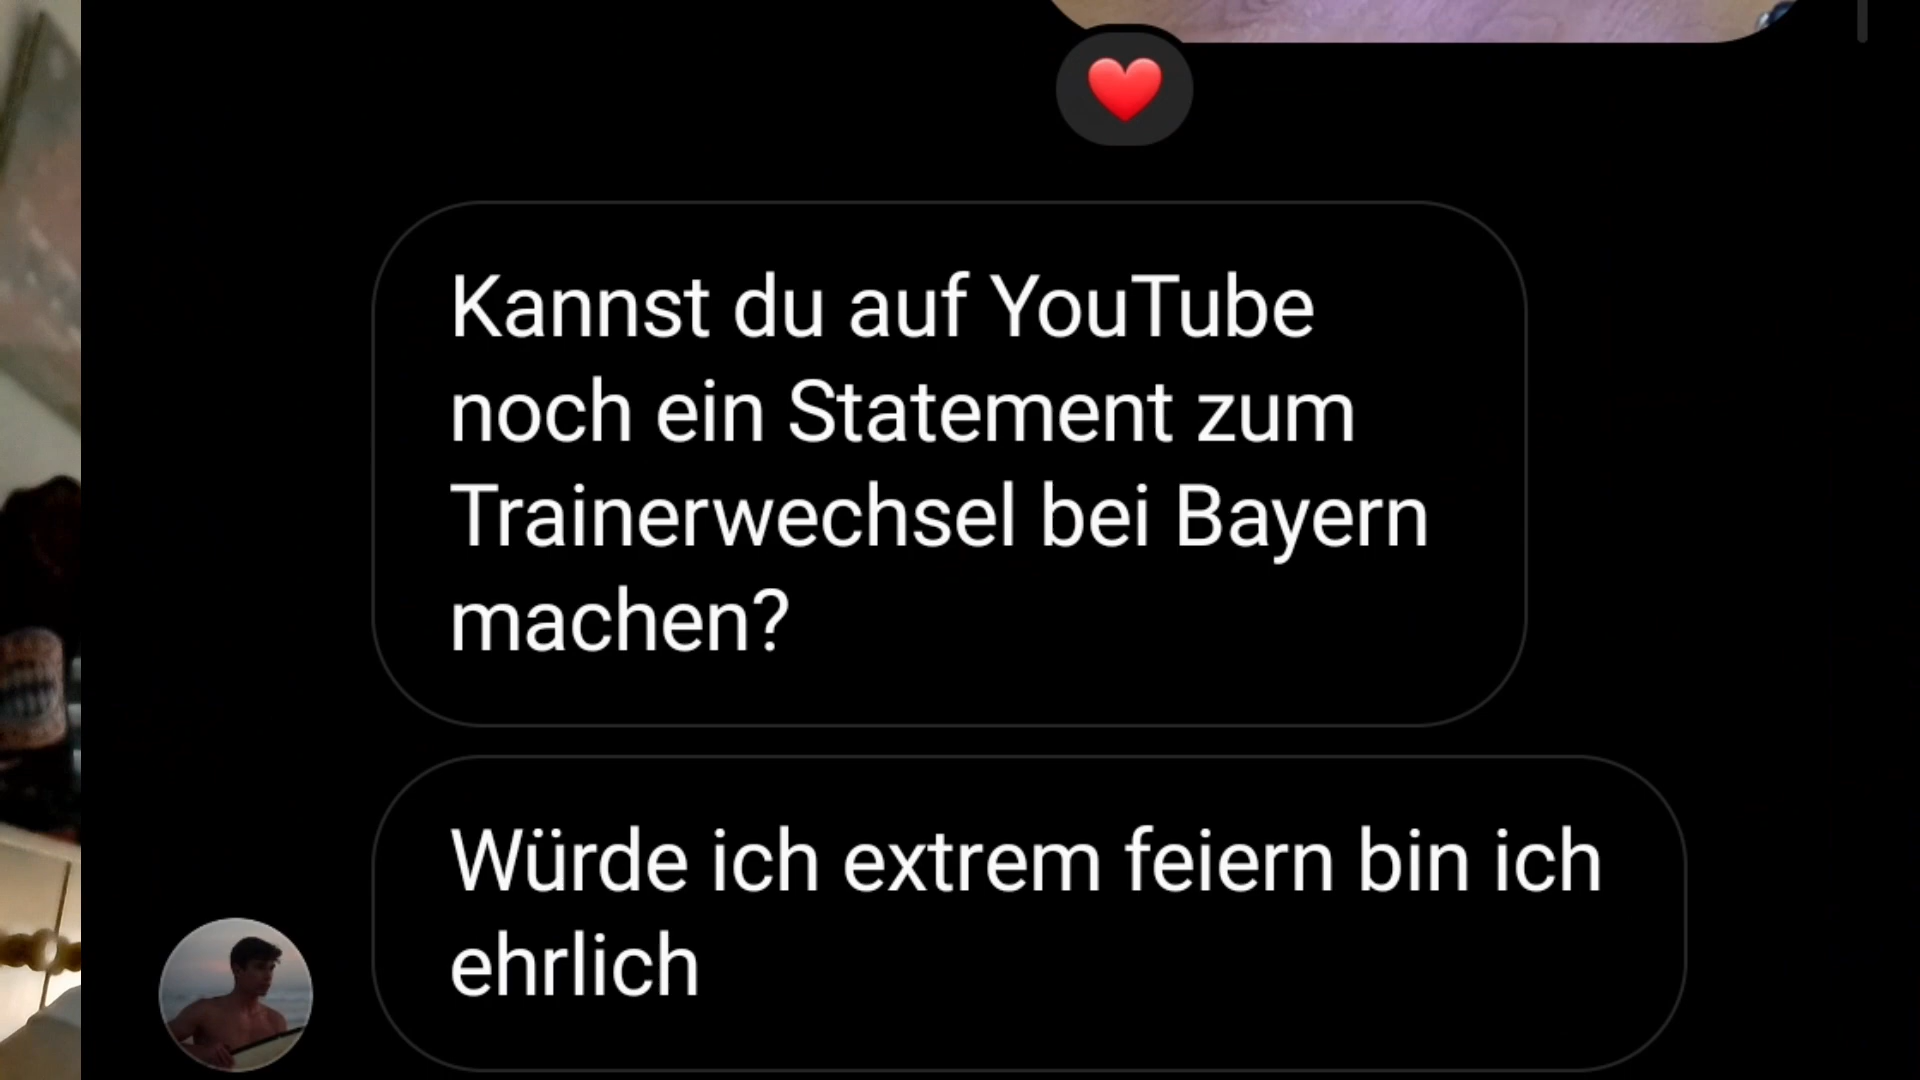 Kannst du auf YouTube
noch ein Statement zum
Trainerwechsel bei Bayern
machen?
Würde ich extrem feiern bin ich
ehrlich